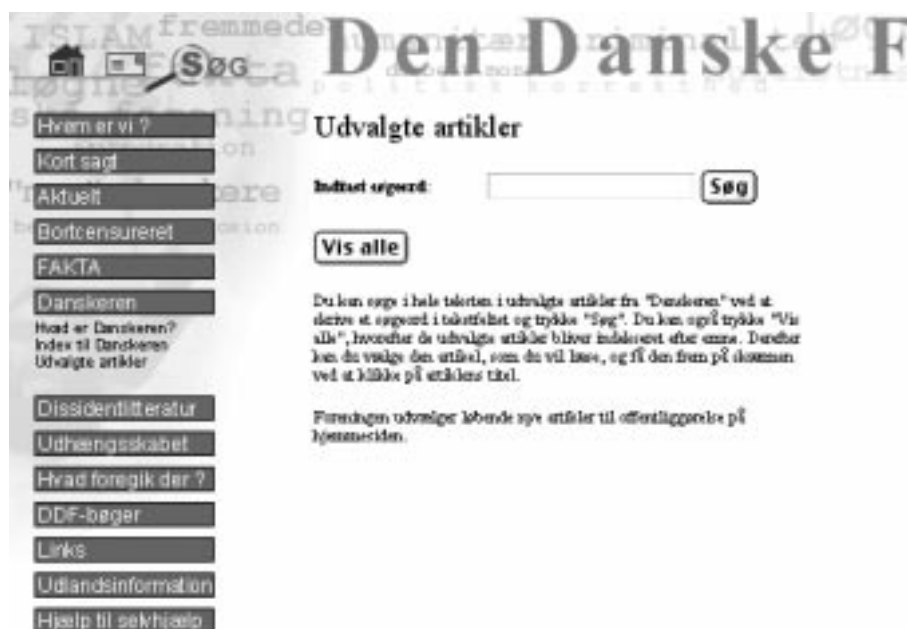 ISLAM fremmede
humanitær kriminalitet
SØG
Den Danske F
politisk korrekthed
Udvalgte artikler
Hvem er vi ?
Kort sagt
Aktuelt
Bortcensureret
FAKTA
Danskeren
Hvad er Danskeren?
Index til Danskeren
Udvalgte artikler
Dissidentlitteratur
Udhængsskabet
Hvad foregik der ?
DDF-bøger
Links
Udlandsinformation
Hjælp til selvhjælp
Indtast søgeord: Søg
Vis alle
Du kan søge i hele teksten i udvalgte artikler fra "Danskeren" ved at
skrive et søgeord i tekstfeltet og trykke "Søg". Du kan også trykke "Vis
alle", hvorefter de udvalgte artikler bliver indekseret efter emne. Derefter
kan du vælge den artikel, som du vil læse, og få den frem på skærmen
ved at klikke på artiklens titel.
Foreningen udvælger løbende nye artikler til offentliggørelse på
hjemmesiden.